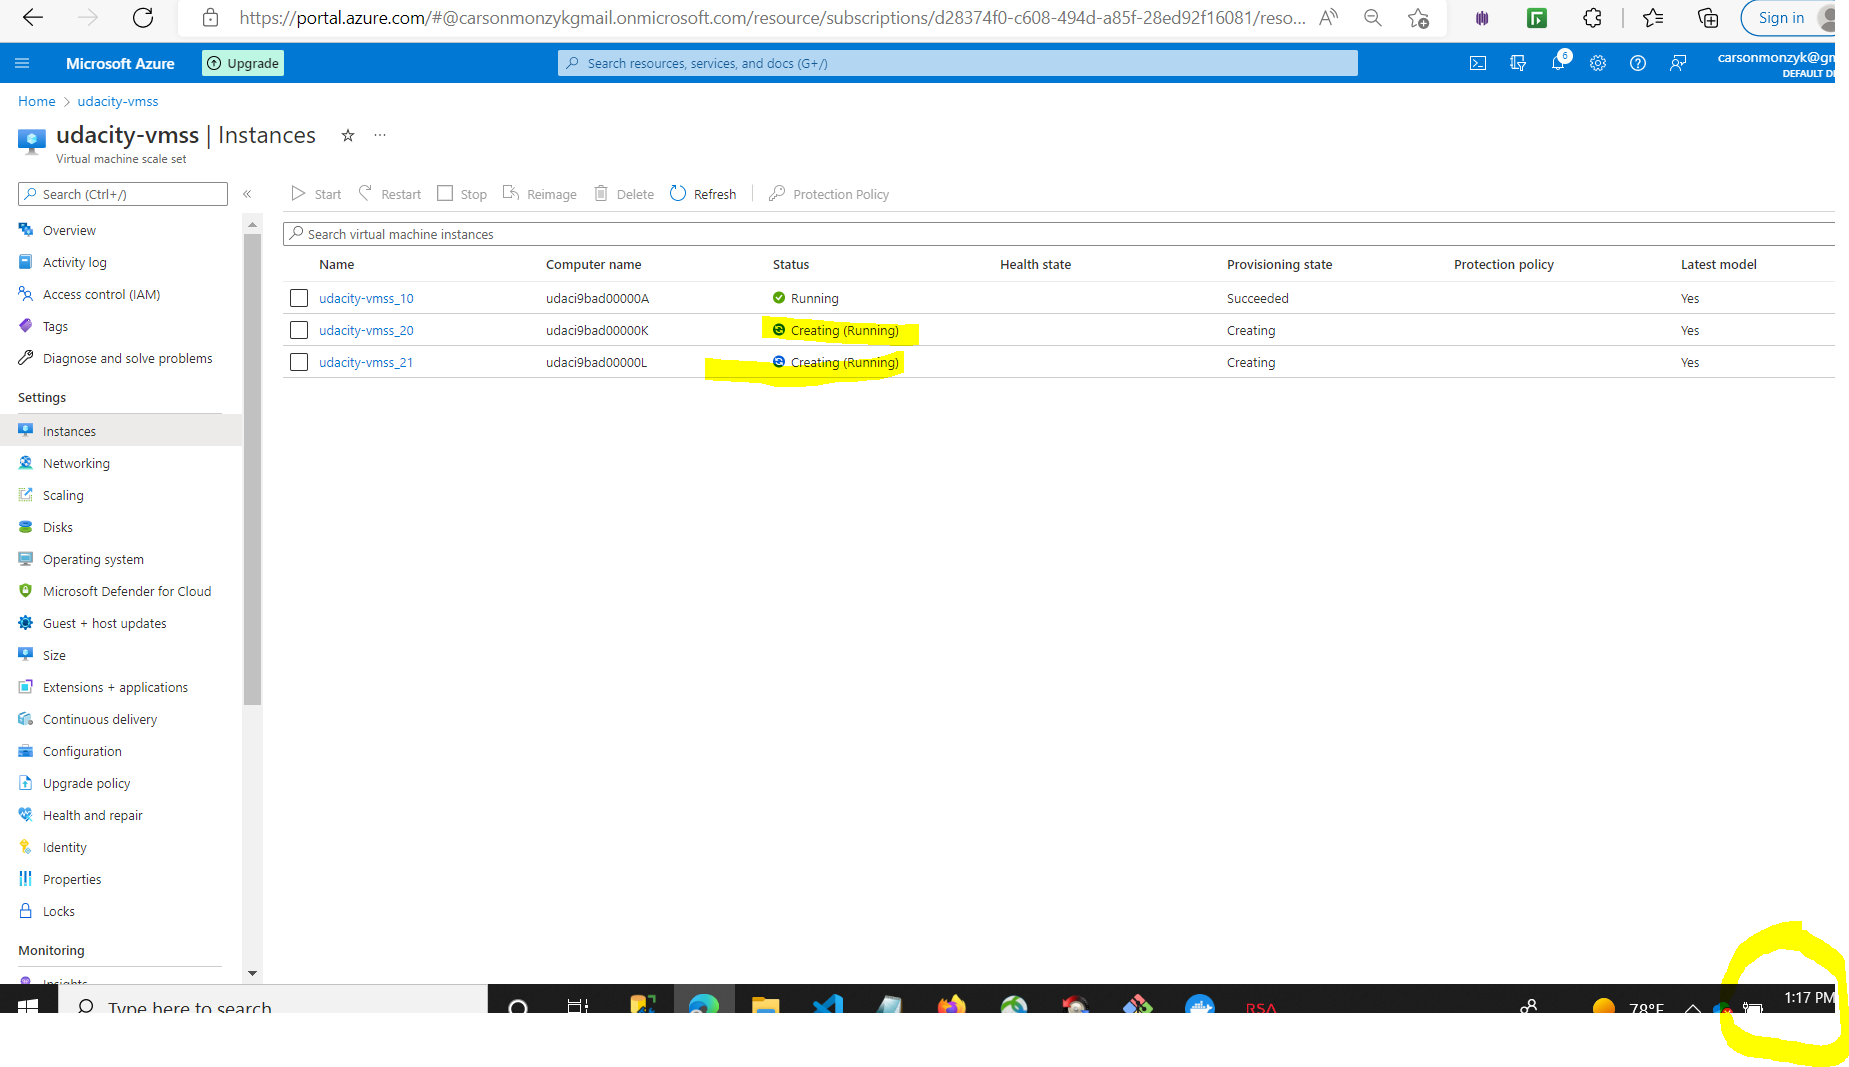 https://portal.azure.com/#@carsonmonzykgmail.onmicrosoft.com/resource/subscriptions/d28374f0-c608-494d-a85f-28ed92f16081/reso...
Sign in
Microsoft Azure
Upgrade
Search resources, services, and docs (G+/)
6
carsonmonzyk@gm
DEFAULT DI
Home > udacity-vmss
udacity-vmss | Instances
Virtual machine scale set
Search (Ctrl+/)
Start Restart Stop Reimage Delete Refresh Protection Policy
Search virtual machine instances
Name Computer name Status Health state Provisioning state Protection policy Latest model
udacity-vmss_10 udaci9bad00000A Running Succeeded Yes
udacity-vmss_20 udaci9bad00000K Creating (Running) Creating Yes
udacity-vmss_21 udaci9bad00000L Creating (Running) Creating Yes
Overview
Activity log
Access control (IAM)
Tags
Diagnose and solve problems
Settings
Instances
Networking
Scaling
Disks
Operating system
Microsoft Defender for Cloud
Guest + host updates
Size
Extensions + applications
Continuous delivery
Configuration
Upgrade policy
Health and repair
Identity
Properties
Locks
Monitoring
Insights
Type here to search
RSA
78°F
1:17 PM